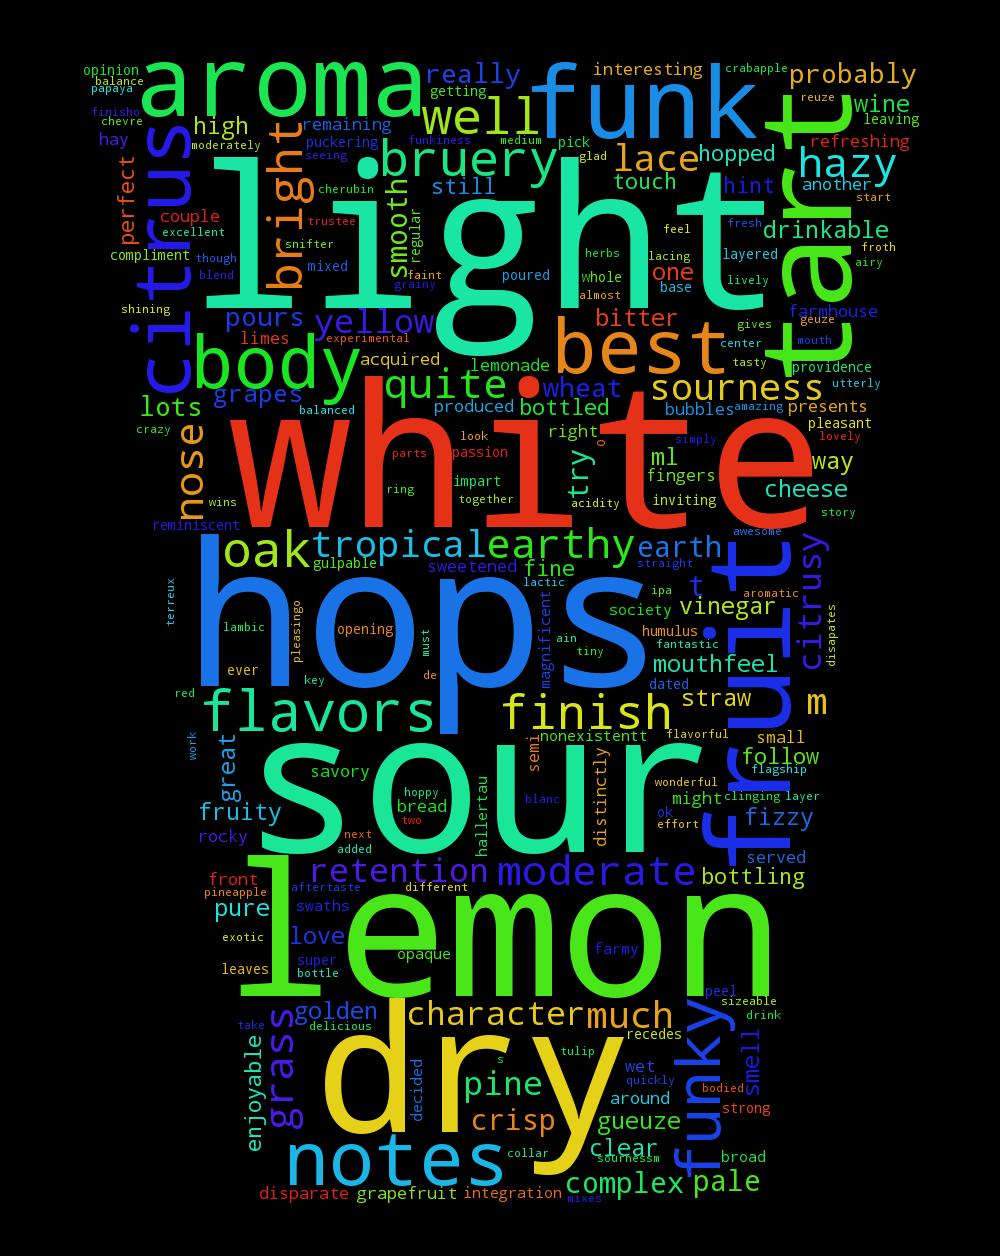 opinion
balance
papaya
aroma
really
getting
interesting
crabapple
probably
reuze
finisho
chevre
hay
high
moderately
remaining
puckering
seeing
well
funkiness
medium
pick
funk
glad
lace
hopped
tart
wine
leaving
refreshing
hazy
perfect
citrus
bright
cherubin
bruery
still
touch
hint
another
start
couple
excellent
trustee
smooth
regular
light
feel
fresh
drinkable
compliment
though
blend
snifter
mixed
faint
grainy
poured
herbs
lacing
whole
almost
one
base
layered
lively
froth
airy
shining
pours
yellow
limes
experimental
bitter
gives
farmhouse
geuze
center
mouth
body
acquired
lemonade
best
tasty
providence
grapes
quite
wheat
sourness
utterly
lots
crazy
balanced
produced
bottled
bubbles
amazing
presents
pleasant
lovely
nose
white
look
parts
passion
right
o
simply
try
ml
way
fingers
cheese
wins
ring
impart
together
acidity
inviting
story
reminiscent
oak
gulpable
tropical
earthy
sweetened
fine
earth
straight
awesome
fruit
citrusy
terreux
hops
lactic
ipa
t
aromatic
vinegar
society
lambic
pleasingo
opening
must
magnificent
ain
tiny
humulus
fantastic
disapates
ever
key
de
mouthfeel
dated
red
flavors
finish
straw
m
work
great
nonexistentt
semi
flavorful
small
follow
flagship
savory
sour
hoppy
bread
two
hallertau
blanc
distinctly
wonderful
might
clinging
layer
fruity
ok
effort
fizzy
rocky
next
added
served
front
pineapple
retention
aftertaste
different
moderate
bottling
pure
swaths
lemon
exotic
love
opaque
farmy
leaves
super
bottle
peel
sizeable
drink
golden
delicious
character
much
take
grass
recedes
funky
smell
enjoyable
dry
decided
s
tulip
pine
wet
quickly
bodied
around
strong
crisp
gueuze
notes
collar
clear
sournessm
broad
disparate
grapefruit
integration
mixes
complex
pale